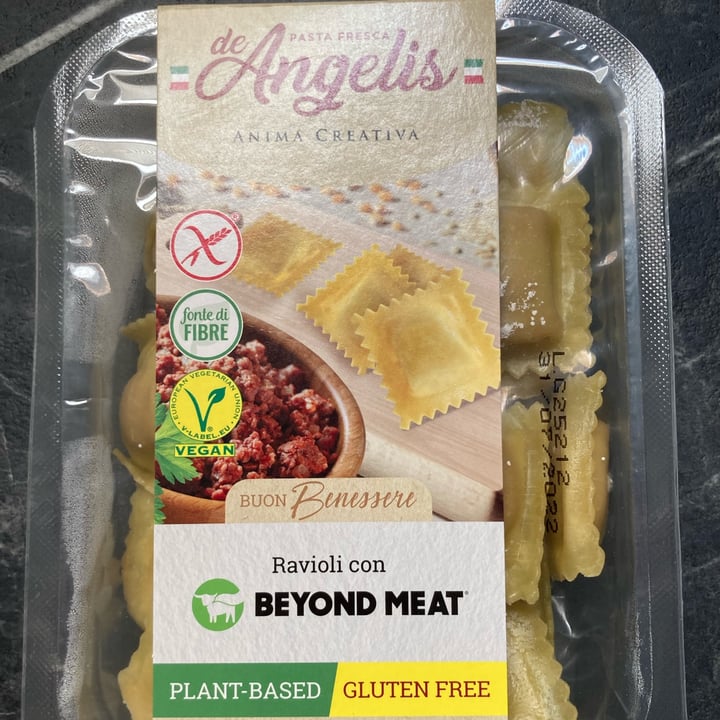 PASTA FRESCA
de Angelis
ANIMA CREATIVA
fonte di
FIBRE
EUROPEAN VEGETARIAN UNION
V-LABEL.EU
VEGAN
BUON Benessere
Ravioli con
BEYOND MEAT
PLANT-BASED
GLUTEN FREE
LG25212
31/07/2022